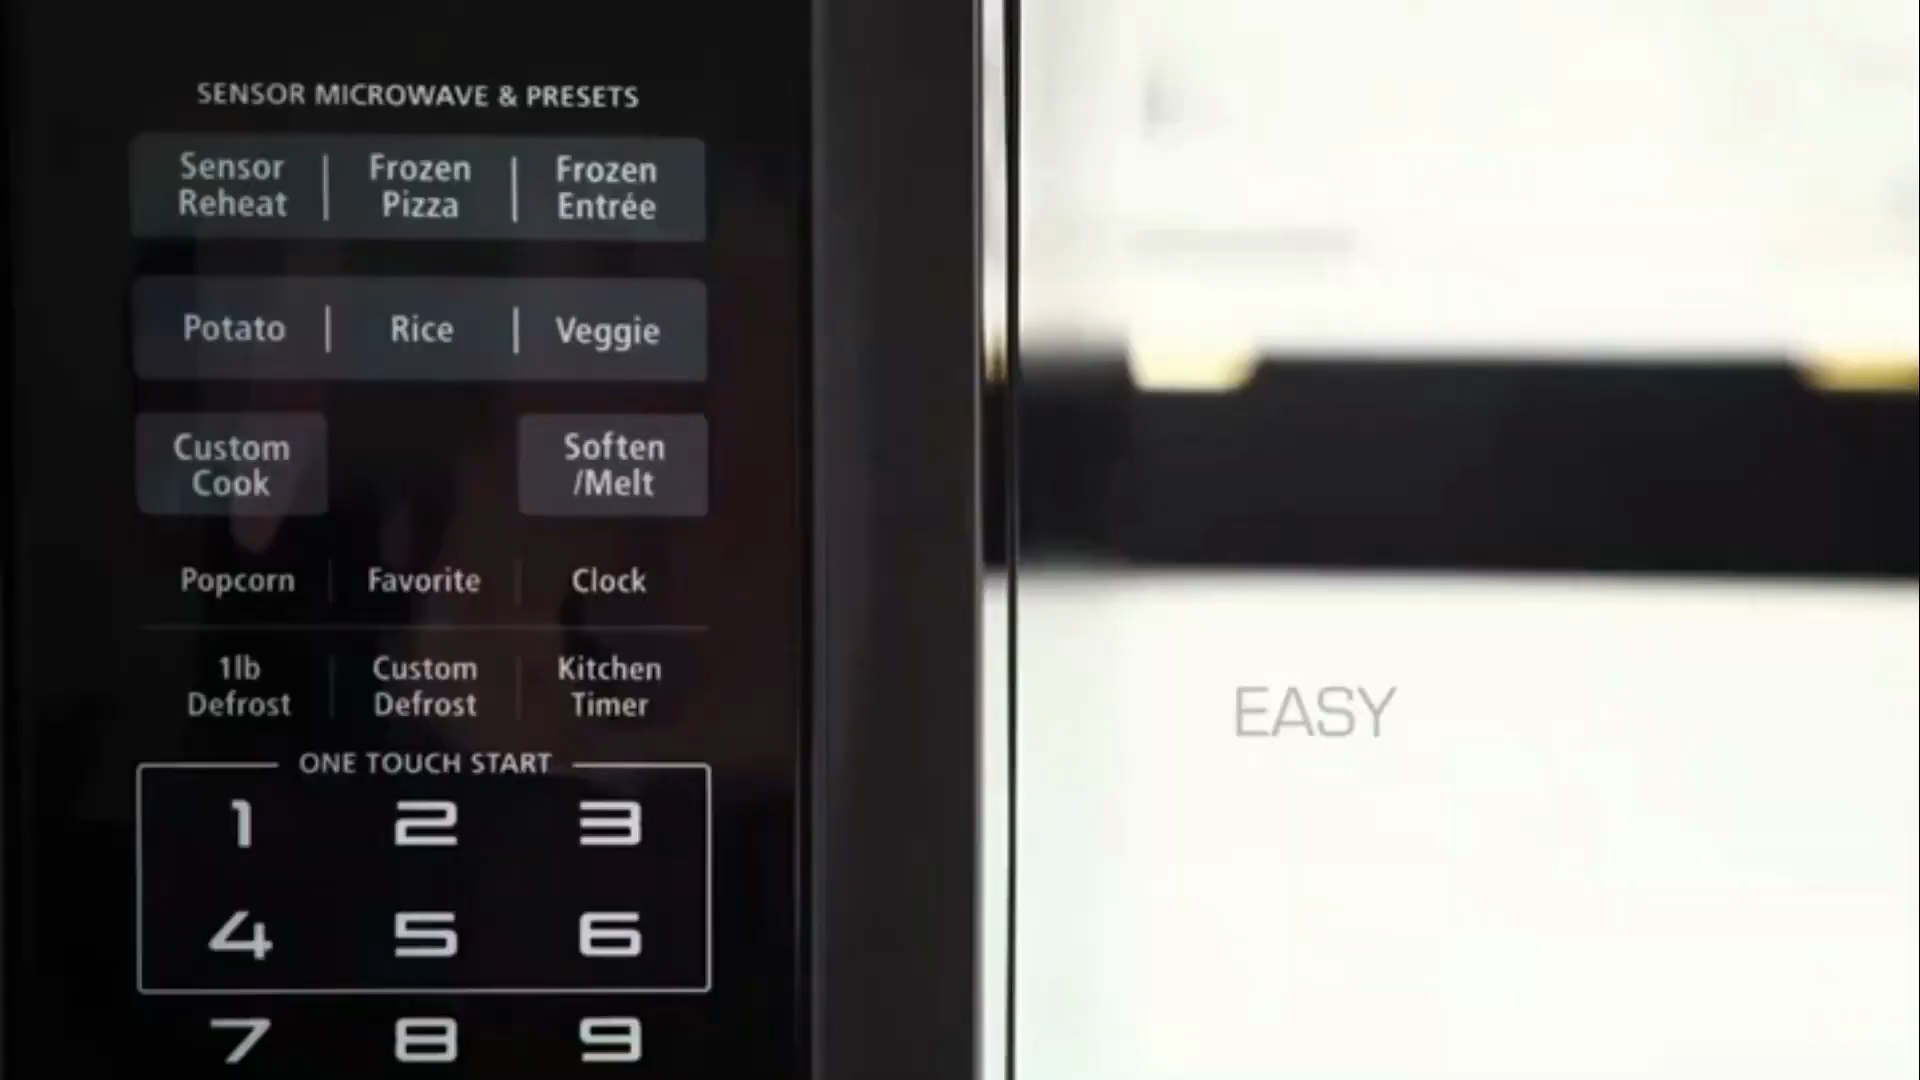 SENSOR MICROWAVE & PRESETS
Sensor Reheat | Frozen Pizza | Frozen Entrée
Potato | Rice | Veggie
Custom Cook
Soften /Melt
Popcorn Favorite Clock
1lb Defrost Custom Defrost Kitchen Timer
EASY
ONE TOUCH START
1 2 3
4 5 6
7 8 9